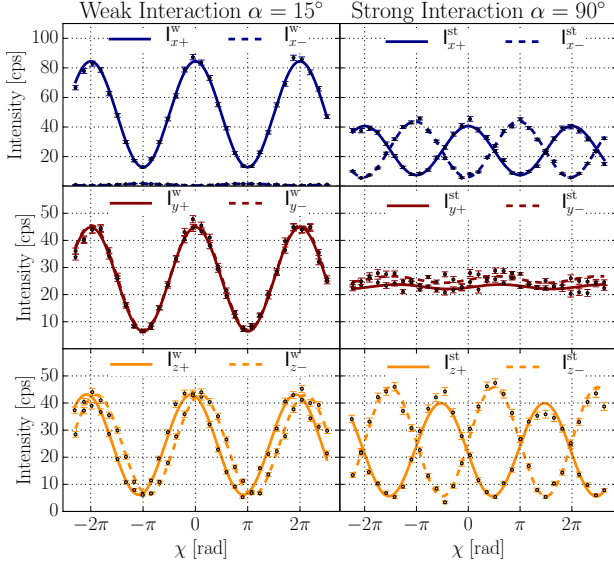 Weak Interaction α = 15°
Strong Interaction α = 90°
I^w_{x+} I^w_{x−}
I^st_{x+} I^st_{x−}
Intensity [cps]
100
80
60
40
20
I^w_{y+} I^w_{y−}
I^st_{y+} I^st_{y−}
Intensity [cps]
50
40
30
20
10
0
I^w_{z+} I^w_{z−}
I^st_{z+} I^st_{z−}
Intensity [cps]
50
40
30
20
10
0
−2π −π 0 π 2π
−2π −π 0 π 2π
χ [rad]
χ [rad]